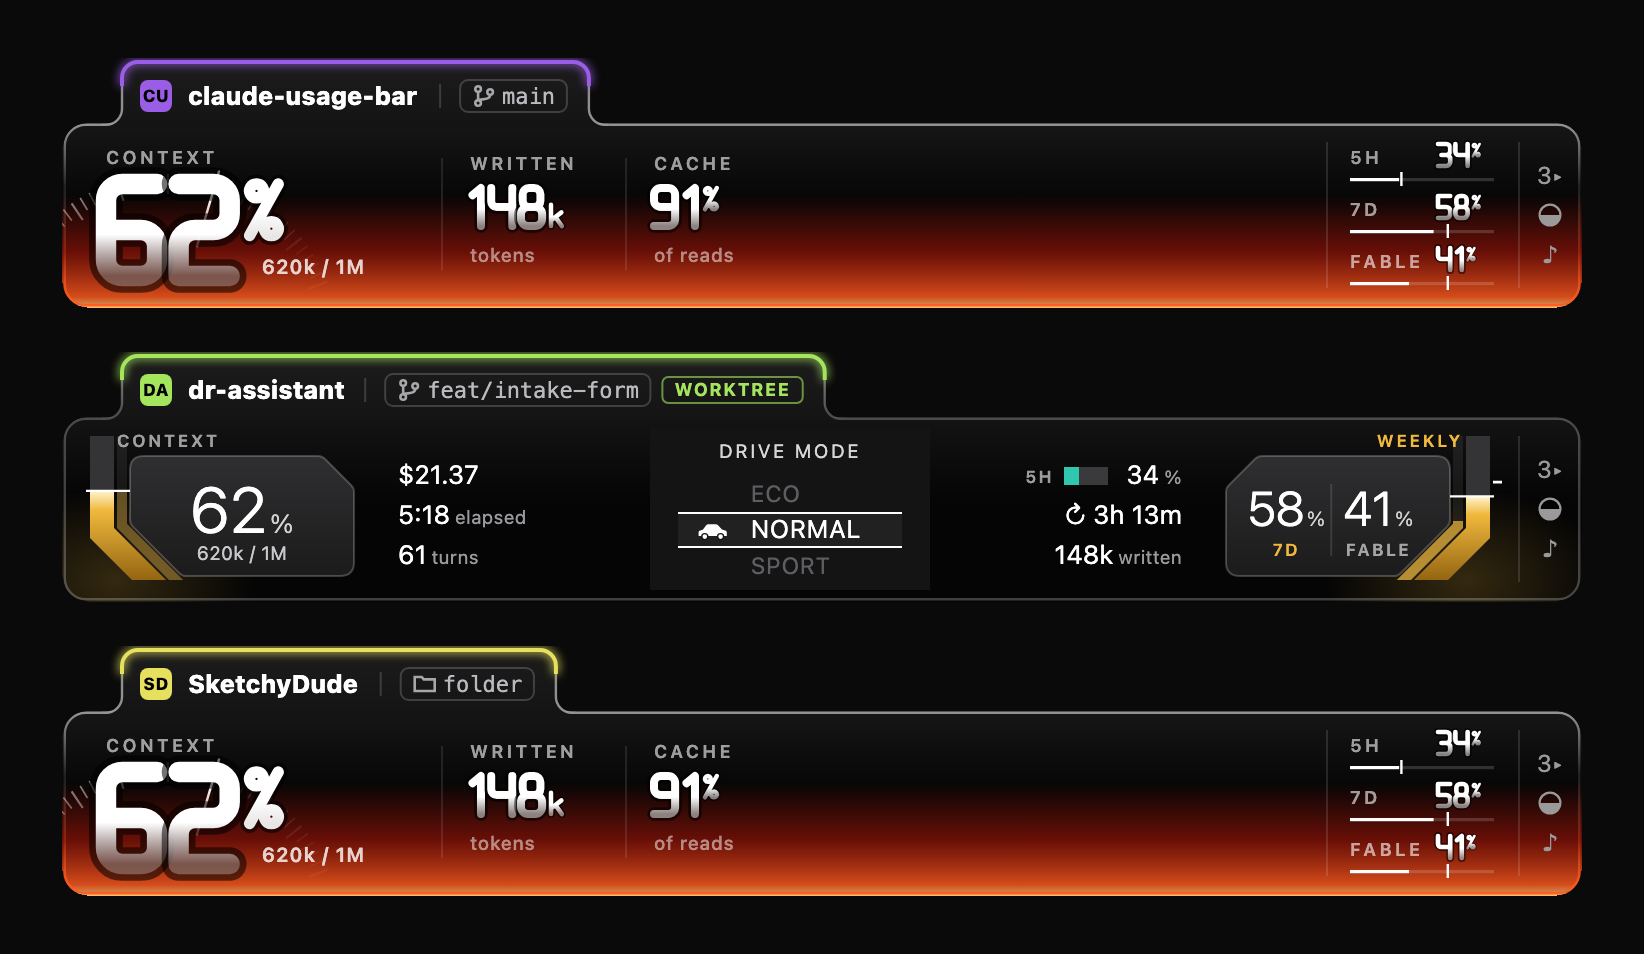 CU claude-usage-bar main
CONTEXT
62%
620k / 1M
WRITTEN
148k
tokens
CACHE
91%
of reads
5H 34%
7D 58%
FABLE 41%
3▸
♪
DA dr-assistant feat/intake-form WORKTREE
CONTEXT
62%
620k / 1M
$21.37
5:18 elapsed
61 turns
DRIVE MODE
ECO
NORMAL
SPORT
5H 34 %
3h 13m
148k written
WEEKLY
58% 41%
7D FABLE
3▸
♪
SD SketchyDude folder
CONTEXT
62%
620k / 1M
WRITTEN
148k
tokens
CACHE
91%
of reads
5H 34%
7D 58%
FABLE 41%
3▸
♪